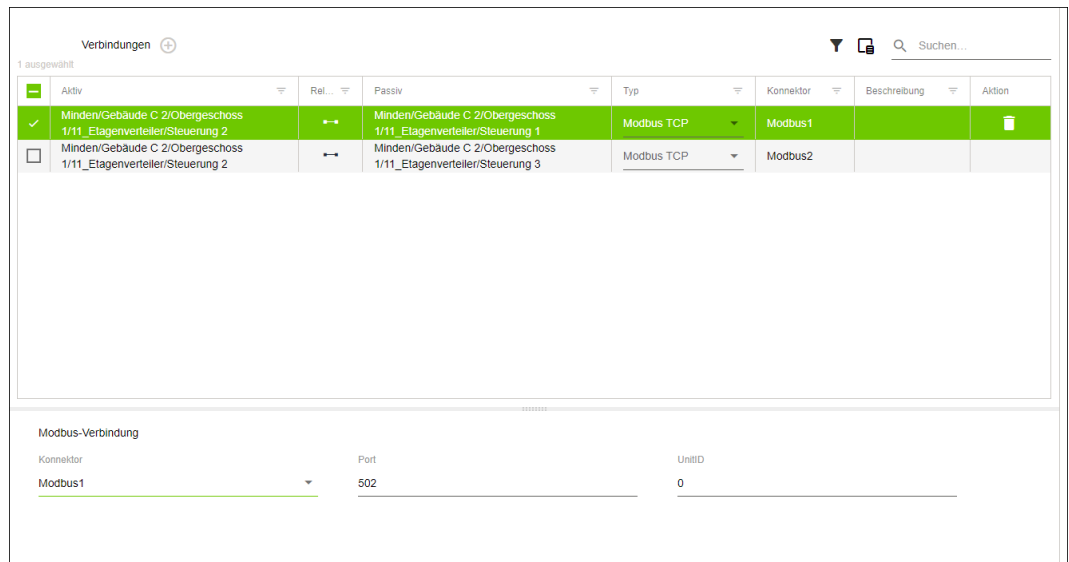 Verbindungen
Suchen...
1 ausgewählt
Aktiv Rel... Passiv Typ Konnektor Beschreibung Aktion
Minden/Gebäude C 2/Obergeschoss Minden/Gebäude C 2/Obergeschoss
1/11_Etagenverteiler/Steuerung 2 1/11_Etagenverteiler/Steuerung 1 Modbus TCP Modbus1
Minden/Gebäude C 2/Obergeschoss Minden/Gebäude C 2/Obergeschoss
1/11_Etagenverteiler/Steuerung 2 1/11_Etagenverteiler/Steuerung 3 Modbus TCP Modbus2
Modbus-Verbindung
Konnektor Port UnitID
Modbus1 502 0